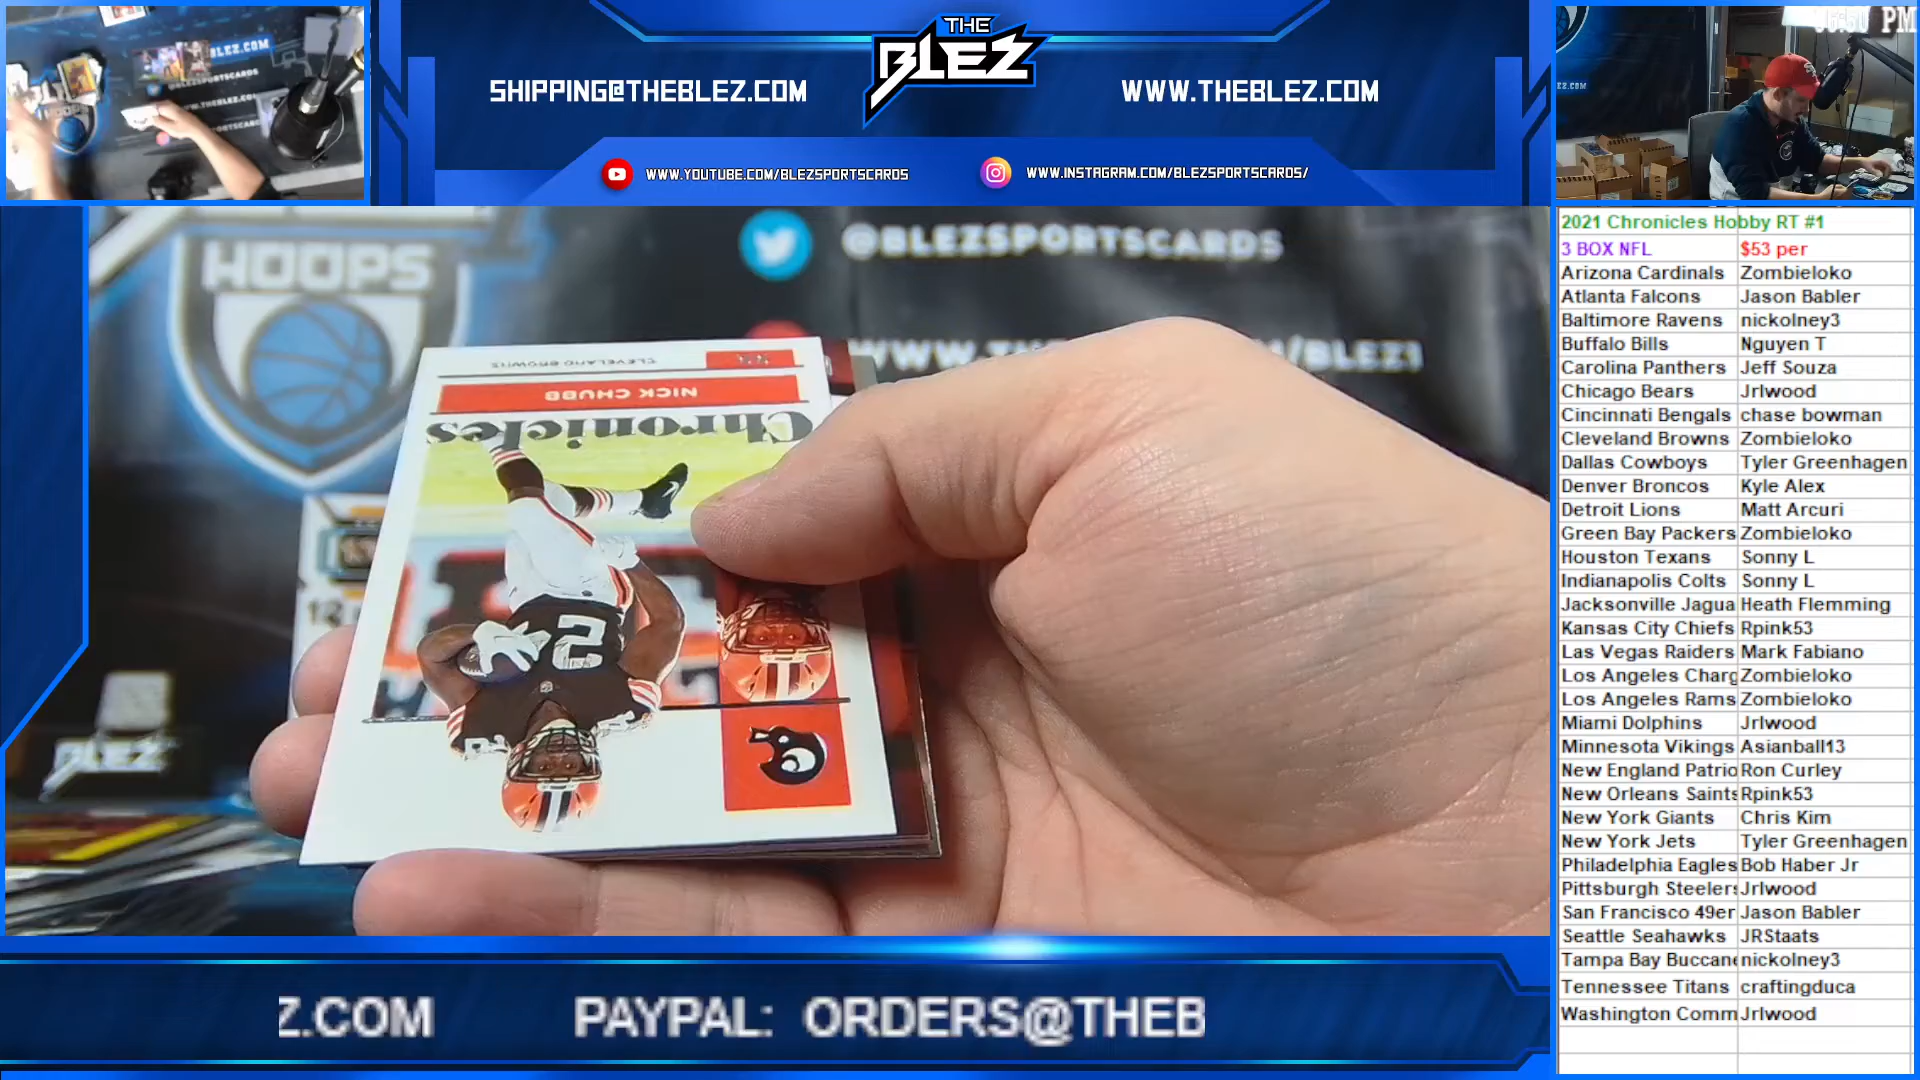 THE
BLEZ
SHIPPING@THEBLEZ.COM
WWW.THEBLEZ.COM
WWW.YOUTUBE.COM/BLEZSPORTSCARDS
WWW.INSTAGRAM.COM/BLEZSPORTSCARDS/
BLEZ.COM
PM
HOOPS
@BLEZSPORTSCARDS
/BLEZ1
CLEVELAND BROWNS
NICK CHUBB
Chronicles
BLEZ
Z.COM PAYPAL: ORDERS@THEB
2021 Chronicles Hobby RT #1
3 BOX NFL $53 per
Arizona Cardinals Zombieloko
Atlanta Falcons Jason Babler
Baltimore Ravens nickolney3
Buffalo Bills Nguyen T
Carolina Panthers Jeff Souza
Chicago Bears Jrlwood
Cincinnati Bengals chase bowman
Cleveland Browns Zombieloko
Dallas Cowboys Tyler Greenhagen
Denver Broncos Kyle Alex
Detroit Lions Matt Arcuri
Green Bay Packers Zombieloko
Houston Texans Sonny L
Indianapolis Colts Sonny L
Jacksonville Jagua Heath Flemming
Kansas City Chiefs Rpink53
Las Vegas Raiders Mark Fabiano
Los Angeles Charg Zombieloko
Los Angeles Rams Zombieloko
Miami Dolphins Jrlwood
Minnesota Vikings Asianball13
New England Patrio Ron Curley
New Orleans Saints Rpink53
New York Giants Chris Kim
New York Jets Tyler Greenhagen
Philadelphia Eagles Bob Haber Jr
Pittsburgh Steelers Jrlwood
San Francisco 49er Jason Babler
Seattle Seahawks JRStaats
Tampa Bay Buccane nickolney3
Tennessee Titans craftingduca
Washington Comm Jrlwood